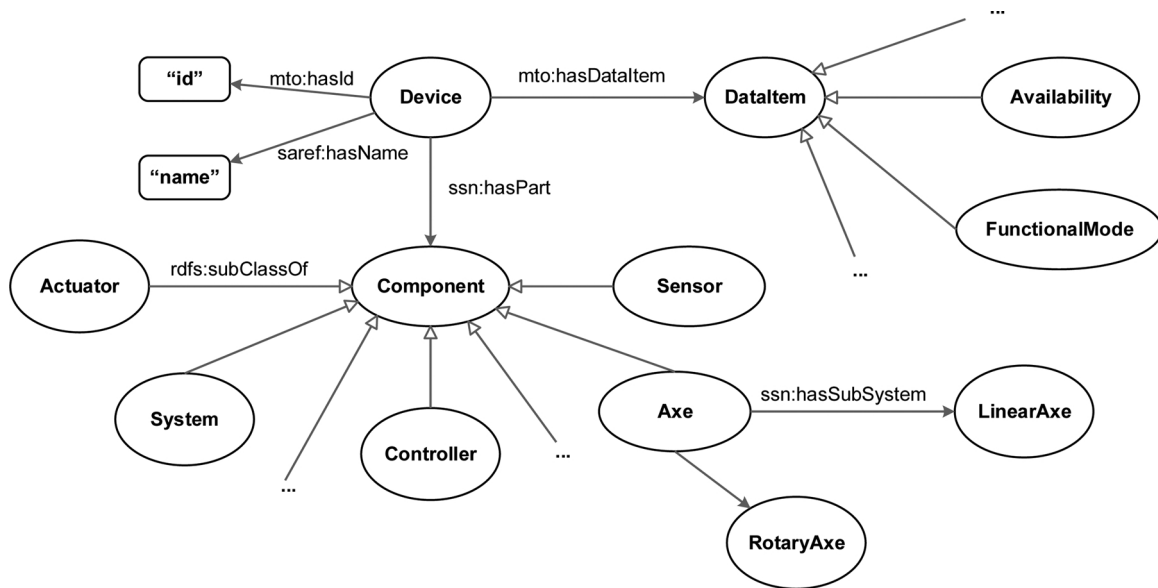 ...
“id”
mto:hasId
Device
mto:hasDataItem
DataItem
Availability
“name”
saref:hasName
ssn:hasPart
FunctionalMode
...
Actuator
rdfs:subClassOf
Component
Sensor
System
Controller
...
...
Axe
ssn:hasSubSystem
LinearAxe
RotaryAxe